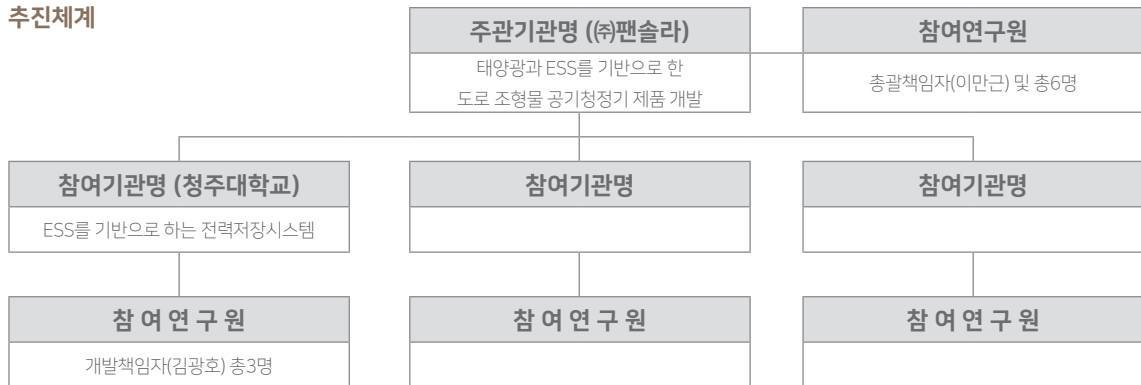 추진체계
주관기관명 (㈜팬솔라)
참여연구원
태양광과 ESS를 기반으로 한
도로 조형물 공기청정기 제품 개발
총괄책임자(이만근) 및 총6명
참여기관명 (청주대학교)
참여기관명
참여기관명
ESS를 기반으로 하는 전력저장시스템
참 여 연 구 원
참 여 연 구 원
참 여 연 구 원
개발책임자(김광호) 총3명